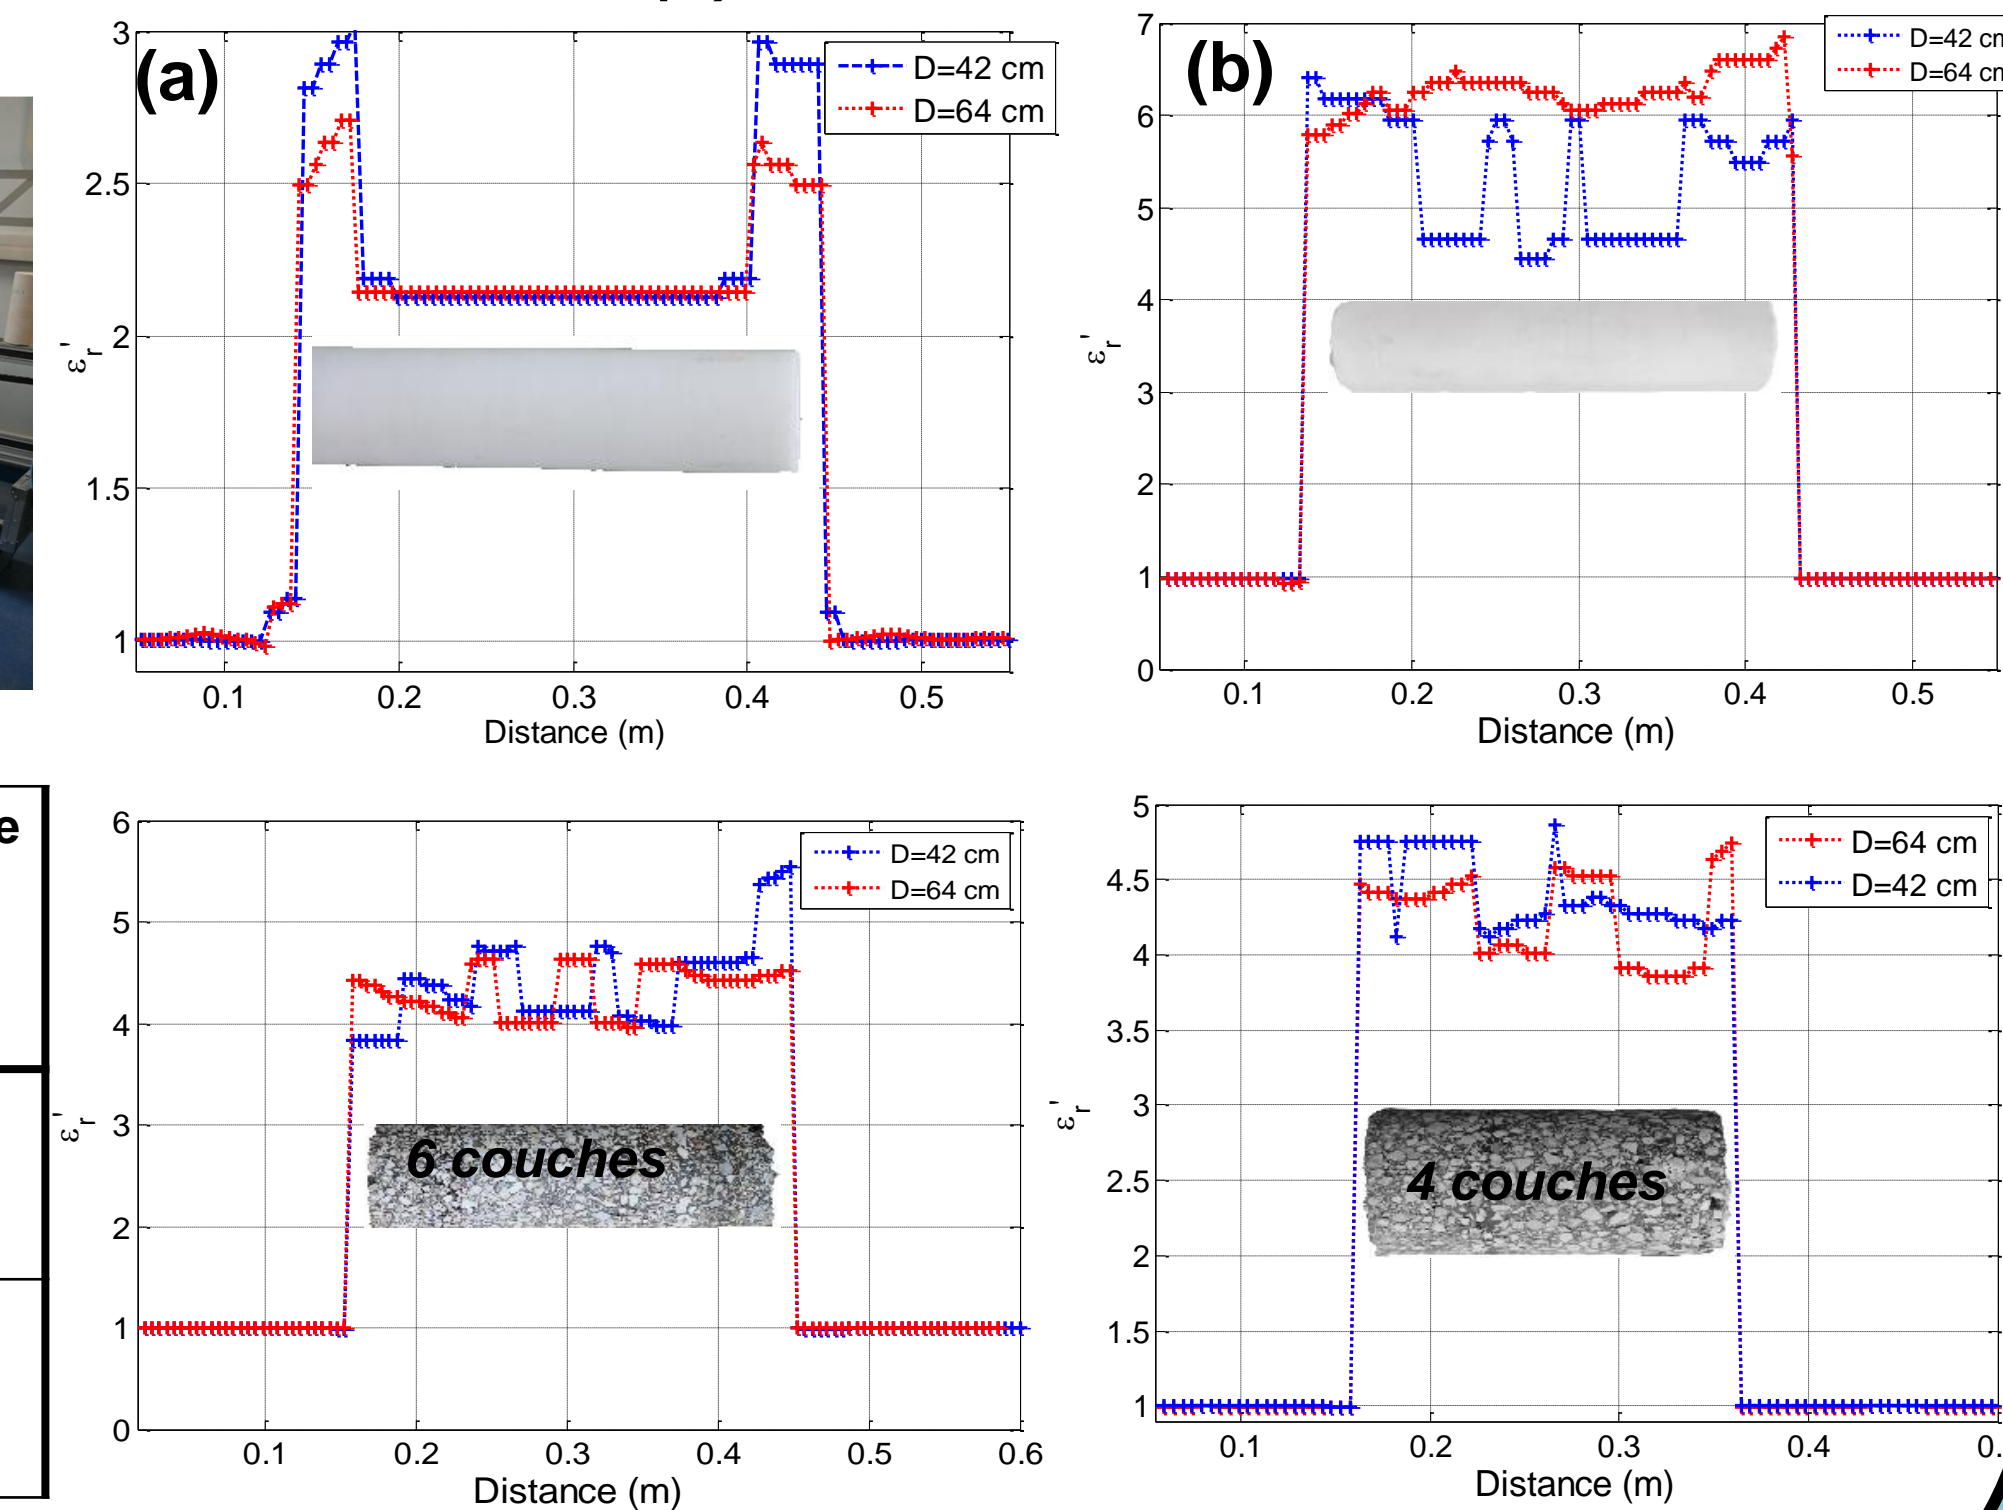 (a)
D=42 cm
D=64 cm
3
2.5
2
1.5
1
εr'
0.1 0.2 0.3 0.4 0.5
Distance (m)
(b)
D=42 cm
D=64 cm
7
6
5
4
3
2
1
0
εr'
0.1 0.2 0.3 0.4 0.5
Distance (m)
e
D=42 cm
D=64 cm
6
5
4
3
2
1
0
εr'
6 couches
0.1 0.2 0.3 0.4 0.5 0.6
Distance (m)
D=64 cm
D=42 cm
5
4.5
4
3.5
3
2.5
2
1.5
1
εr'
4 couches
0.1 0.2 0.3 0.4 0.
Distance (m)